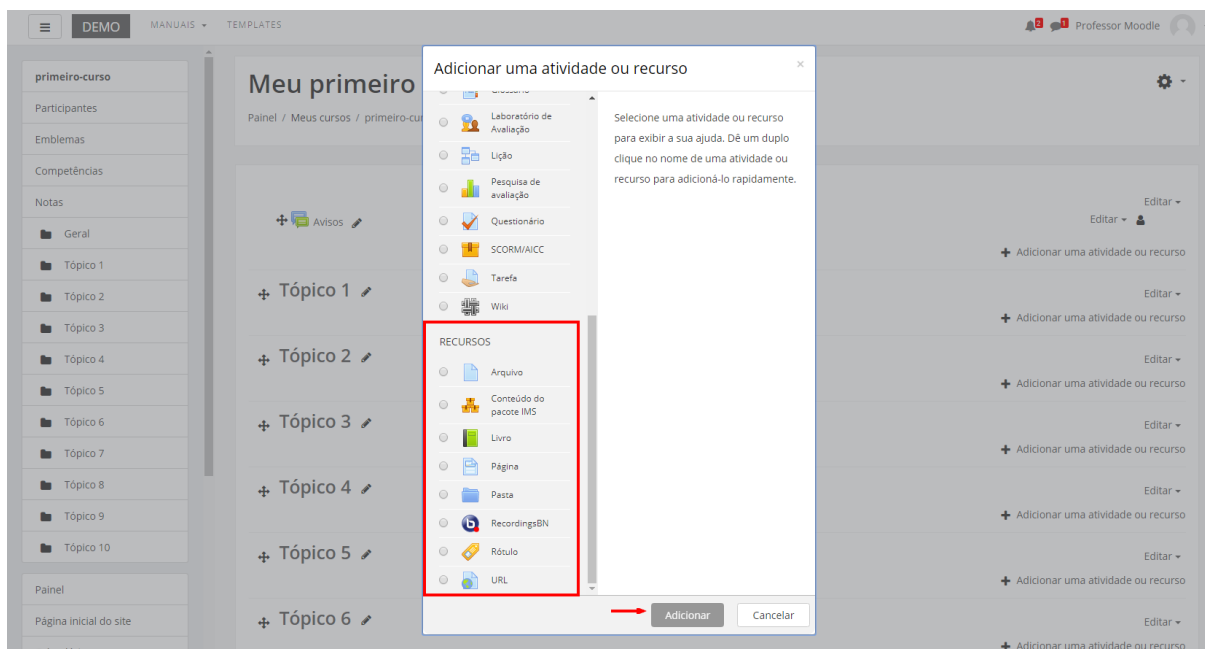 DEMO
MANUAIS
TEMPLATES
2
Professor Moodle
primeiro-curso
Participantes
Emblemas
Competências
Notas
Geral
Tópico 1
Tópico 2
Tópico 3
Tópico 4
Tópico 5
Tópico 6
Tópico 7
Tópico 8
Tópico 9
Tópico 10
Painel
Página inicial do site
Meu primeiro
Painel / Meus cursos / primeiro-cur
Avisos
Editar
Editar
Adicionar uma atividade ou recurso
Tópico 1
Editar
Adicionar uma atividade ou recurso
Tópico 2
Editar
Adicionar uma atividade ou recurso
Tópico 3
Editar
Adicionar uma atividade ou recurso
Tópico 4
Editar
Adicionar uma atividade ou recurso
Tópico 5
Editar
Adicionar uma atividade ou recurso
Tópico 6
Editar
Adicionar uma atividade ou recurso
Adicionar uma atividade ou recurso
×
Laboratório de
Avaliação
Lição
Pesquisa de
avaliação
Questionário
SCORM/AICC
Tarefa
Wiki
RECURSOS
Arquivo
Conteúdo do
pacote IMS
Livro
Página
Pasta
RecordingsBN
Rótulo
URL
Selecione uma atividade ou recurso
para exibir a sua ajuda. Dê um duplo
clique no nome de uma atividade ou
recurso para adicioná-lo rapidamente.
Adicionar
Cancelar